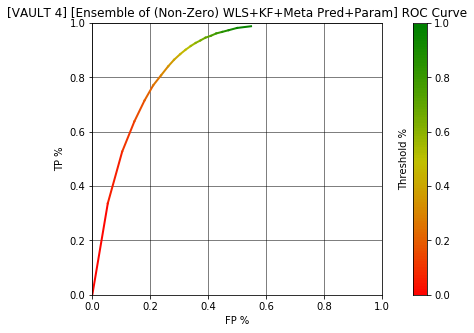 [VAULT 4] [Ensemble of (Non-Zero) WLS+KF+Meta Pred+Param] ROC Curve
TP %
1.0
0.8
0.6
0.4
0.2
0.0
0.0 0.2 0.4 0.6 0.8 1.0
FP %
Threshold %
1.0
0.8
0.6
0.4
0.2
0.0